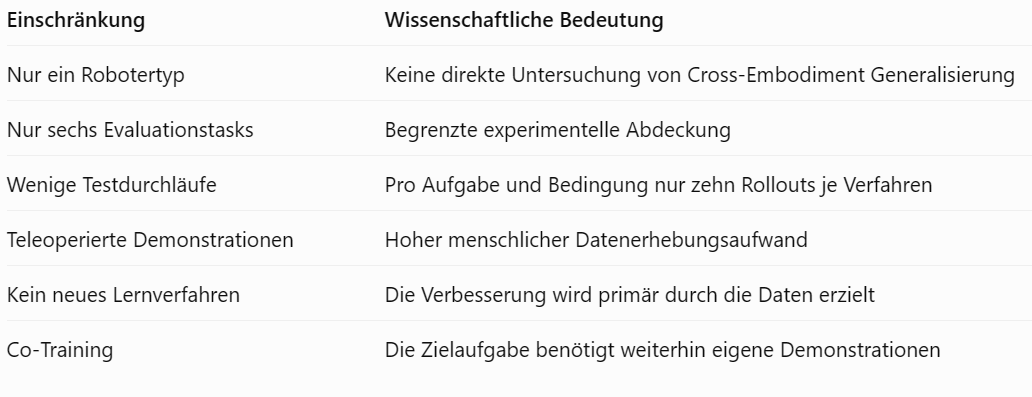 Einschränkung Wissenschaftliche Bedeutung
Nur ein Robotertyp Keine direkte Untersuchung von Cross-Embodiment Generalisierung
Nur sechs Evaluationstasks Begrenzte experimentelle Abdeckung
Wenige Testdurchläufe Pro Aufgabe und Bedingung nur zehn Rollouts je Verfahren
Teleoperierte Demonstrationen Hoher menschlicher Datenerhebungsaufwand
Kein neues Lernverfahren Die Verbesserung wird primär durch die Daten erzielt
Co-Training Die Zielaufgabe benötigt weiterhin eigene Demonstrationen